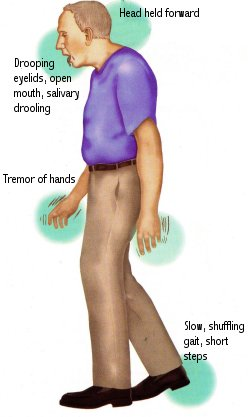 Head held forward
Drooping
eyelids, open
mouth, salivary
drooling
Tremor of hands
Slow, shuffling
gait, short
steps